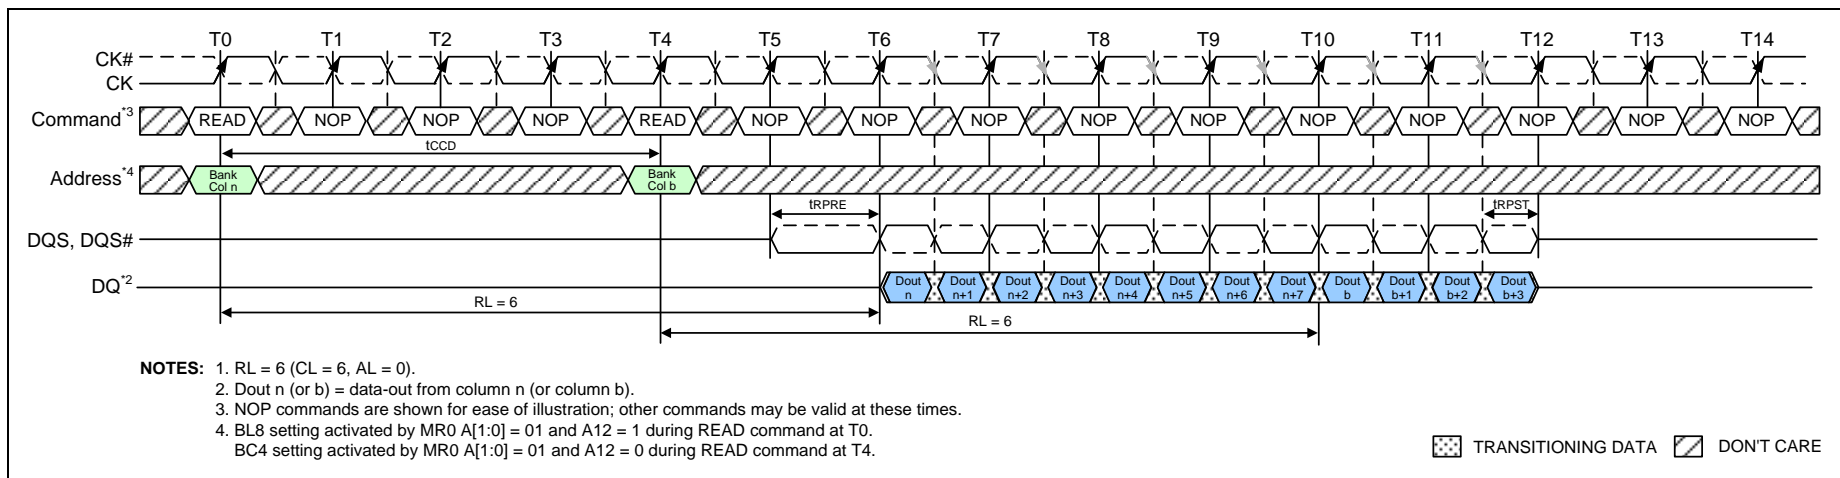 T0 T1 T2 T3 T4 T5 T6 T7 T8 T9 T10 T11 T12 T13 T14
CK#
CK
Command*3 READ NOP NOP NOP READ NOP NOP NOP NOP NOP NOP NOP NOP NOP NOP
tCCD
Address*4 Bank Col n Bank Col b
tRPRE tRPST
DQS, DQS#
DQ*2 Dout n Dout n+1 Dout n+2 Dout n+3 Dout n+4 Dout n+5 Dout n+6 Dout n+7 Dout b Dout b+1 Dout b+2 Dout b+3
RL = 6
RL = 6
NOTES: 1. RL = 6 (CL = 6, AL = 0).
2. Dout n (or b) = data-out from column n (or column b).
3. NOP commands are shown for ease of illustration; other commands may be valid at these times.
4. BL8 setting activated by MR0 A[1:0] = 01 and A12 = 1 during READ command at T0.
BC4 setting activated by MR0 A[1:0] = 01 and A12 = 0 during READ command at T4.
TRANSITIONING DATA DON'T CARE